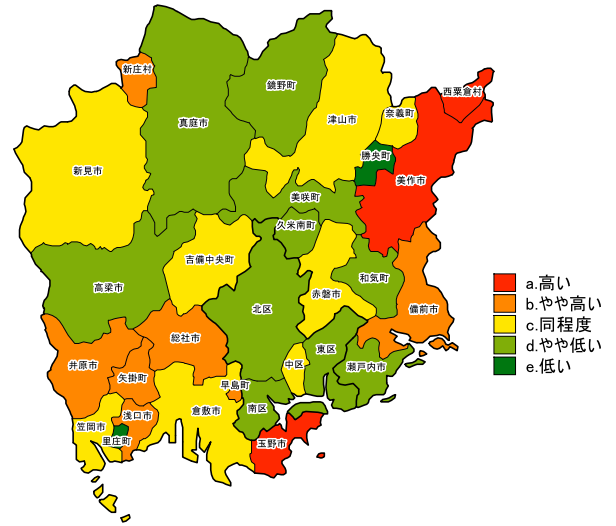 新庄村
鏡野町
西粟倉村
真庭市
津山市
奈義町
勝央町
新見市
美作市
美咲町
久米南町
吉備中央町
和気町
高梁市
赤磐市
北区
備前市
総社市
東区
井原市
中区
瀬戸内市
矢掛町
早島町
浅口市
倉敷市
南区
笠岡市
里庄町
玉野市
a.高い
b.やや高い
c.同程度
d.やや低い
e.低い